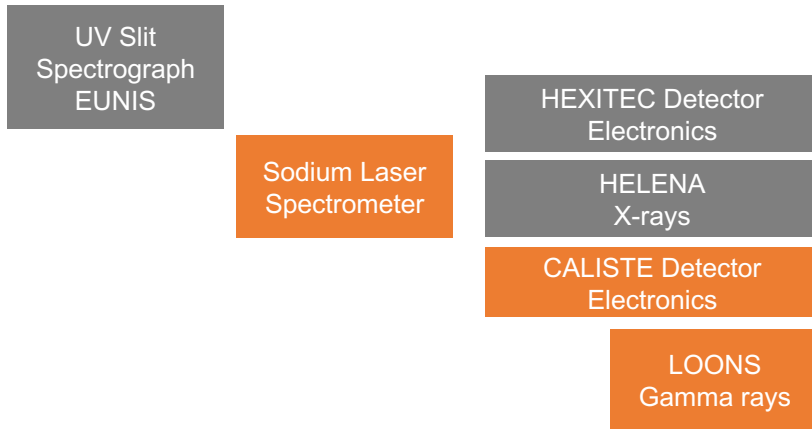 UV Slit
Spectrograph
EUNIS
Sodium Laser
Spectrometer
HEXITEC Detector
Electronics
HELENA
X-rays
CALISTE Detector
Electronics
LOONS
Gamma rays